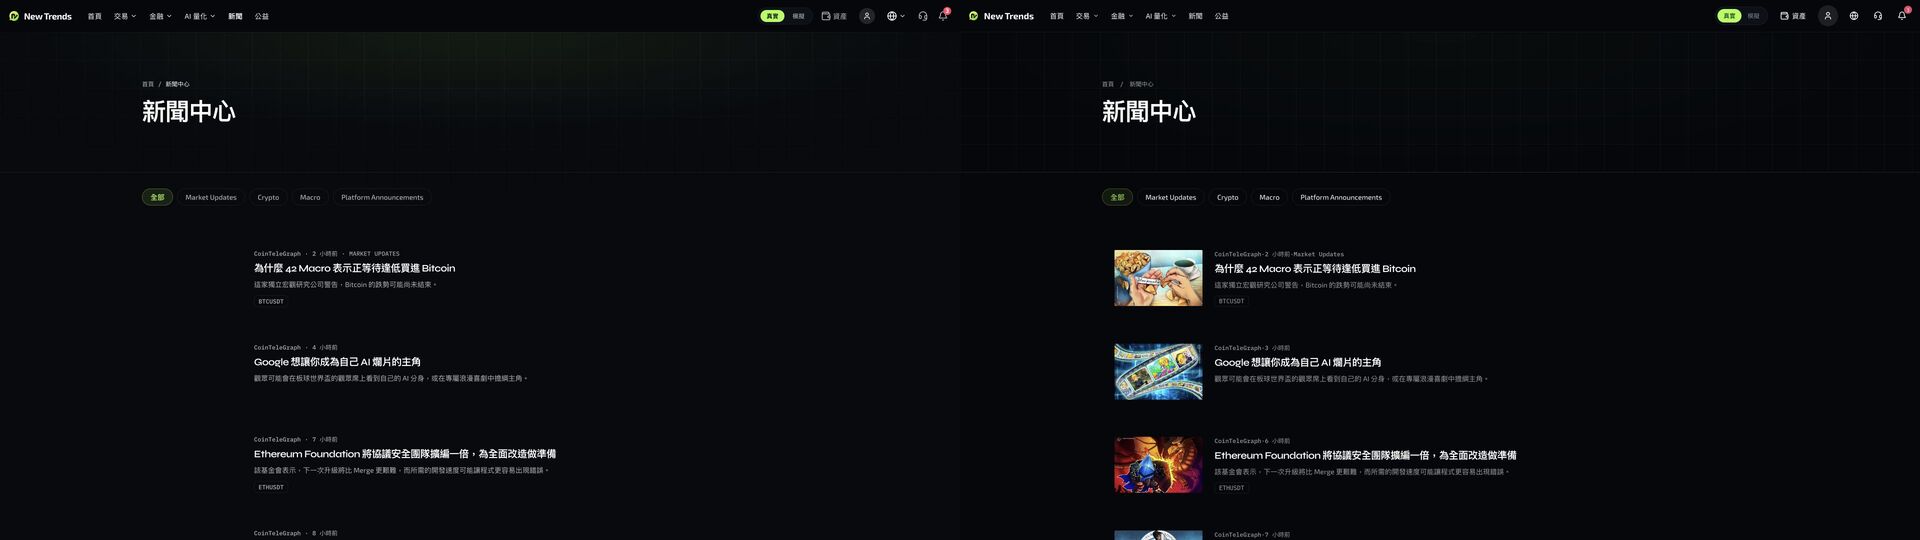 New Trends 首頁 交易 金融 AI 量化 新聞 公益 真實 模擬 資產 3
首頁 / 新聞中心
新聞中心
全部 Market Updates Crypto Macro Platform Announcements
CoinTeleGraph · 2 小時前 · MARKET UPDATES
為什麼 42 Macro 表示正等待逢低買進 Bitcoin
這家獨立宏觀研究公司警告，Bitcoin 的跌勢可能尚未結束。
BTCUSDT
CoinTeleGraph · 4 小時前
Google 想讓你成為自己 AI 爛片的主角
觀眾可能會在板球世界盃的觀眾席上看到自己的 AI 分身，或在專屬浪漫喜劇中擔綱主角。
CoinTeleGraph · 7 小時前
Ethereum Foundation 將協議安全團隊擴編一倍，為全面改造做準備
該基金會表示，下一次升級將比 Merge 更艱難，而所需的開發速度可能讓程式更容易出現錯誤。
ETHUSDT
CoinTeleGraph · 8 小時前
New Trends 首頁 交易 金融 AI 量化 新聞 公益 真實 模擬 資產
首頁 / 新聞中心
新聞中心
全部 Market Updates Crypto Macro Platform Announcements
CoinTeleGraph·2 小時前·Market Updates
為什麼 42 Macro 表示正等待逢低買進 Bitcoin
這家獨立宏觀研究公司警告，Bitcoin 的跌勢可能尚未結束。
BTCUSDT
CoinTeleGraph·3 小時前
Google 想讓你成為自己 AI 爛片的主角
觀眾可能會在板球世界盃的觀眾席上看到自己的 AI 分身，或在專屬浪漫喜劇中擔綱主角。
CoinTeleGraph·6 小時前
Ethereum Foundation 將協議安全團隊擴編一倍，為全面改造做準備
該基金會表示，下一次升級將比 Merge 更艱難，而所需的開發速度可能讓程式更容易出現錯誤。
ETHUSDT
CoinTeleGraph·7 小時前